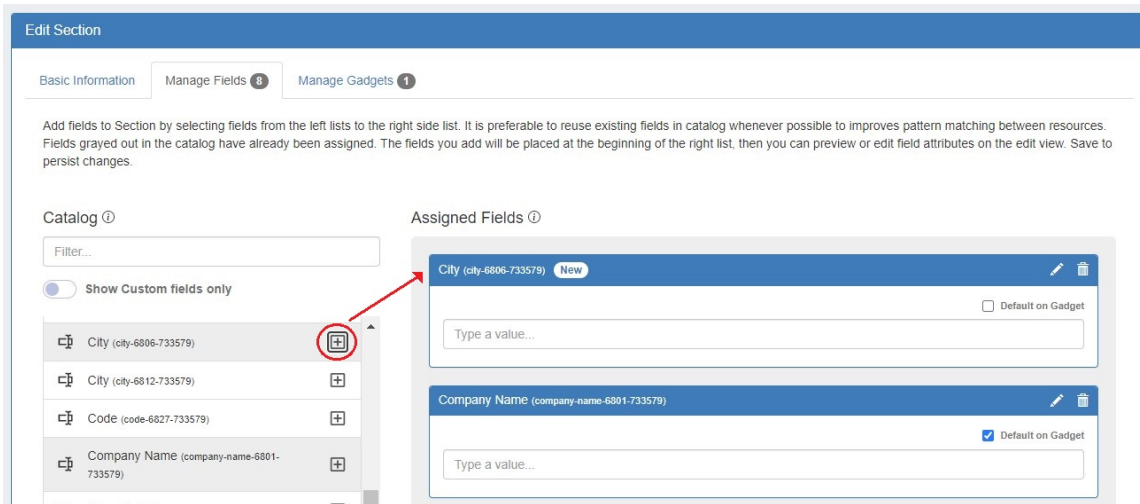 Edit Section
Basic Information
Manage Fields 8
Manage Gadgets 1
Add fields to Section by selecting fields from the left lists to the right side list. It is preferable to reuse existing fields in catalog whenever possible to improves pattern matching between resources.
Fields grayed out in the catalog have already been assigned. The fields you add will be placed at the beginning of the right list, then you can preview or edit field attributes on the edit view. Save to
persist changes.
Catalog
Filter...
Show Custom fields only
City (city-6806-733579)
City (city-6812-733579)
Code (code-6827-733579)
Company Name (company-name-6801-
733579)
Assigned Fields
City (city-6806-733579) New
Default on Gadget
Type a value...
Company Name (company-name-6801-733579)
Default on Gadget
Type a value...